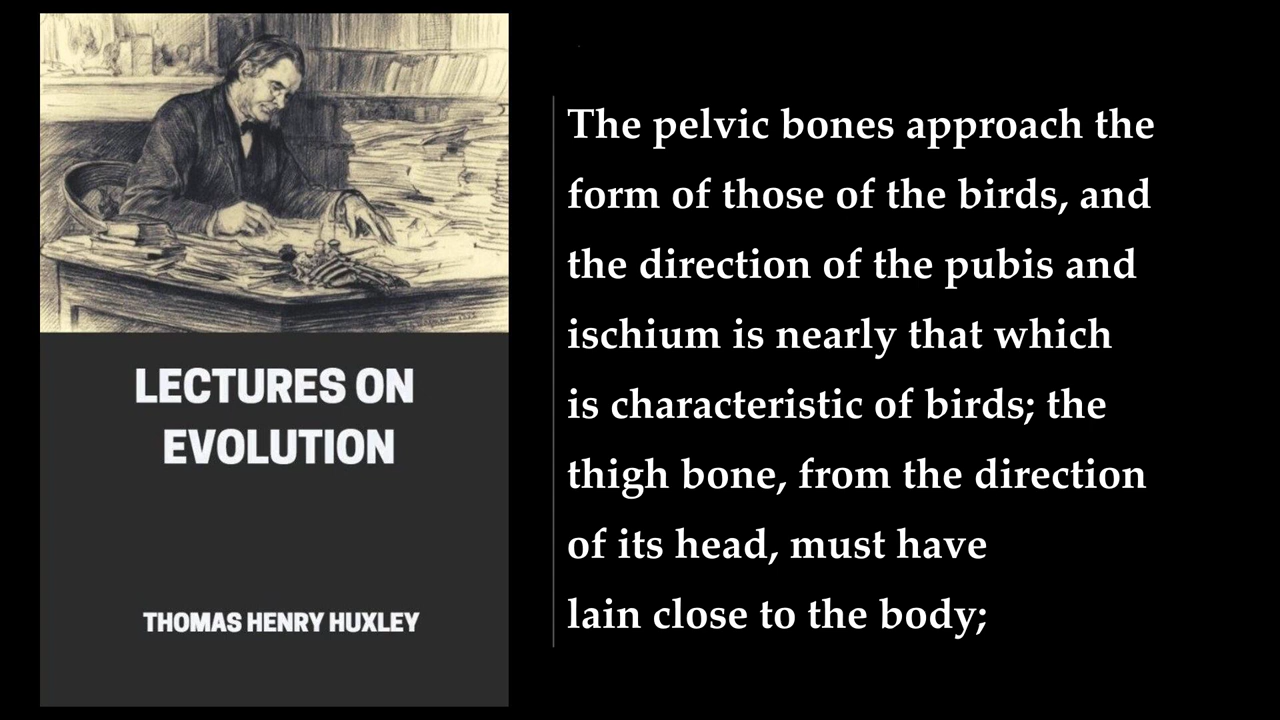 LECTURES ON
EVOLUTION
THOMAS HENRY HUXLEY
The pelvic bones approach the
form of those of the birds, and
the direction of the pubis and
ischium is nearly that which
is characteristic of birds; the
thigh bone, from the direction
of its head, must have
lain close to the body;